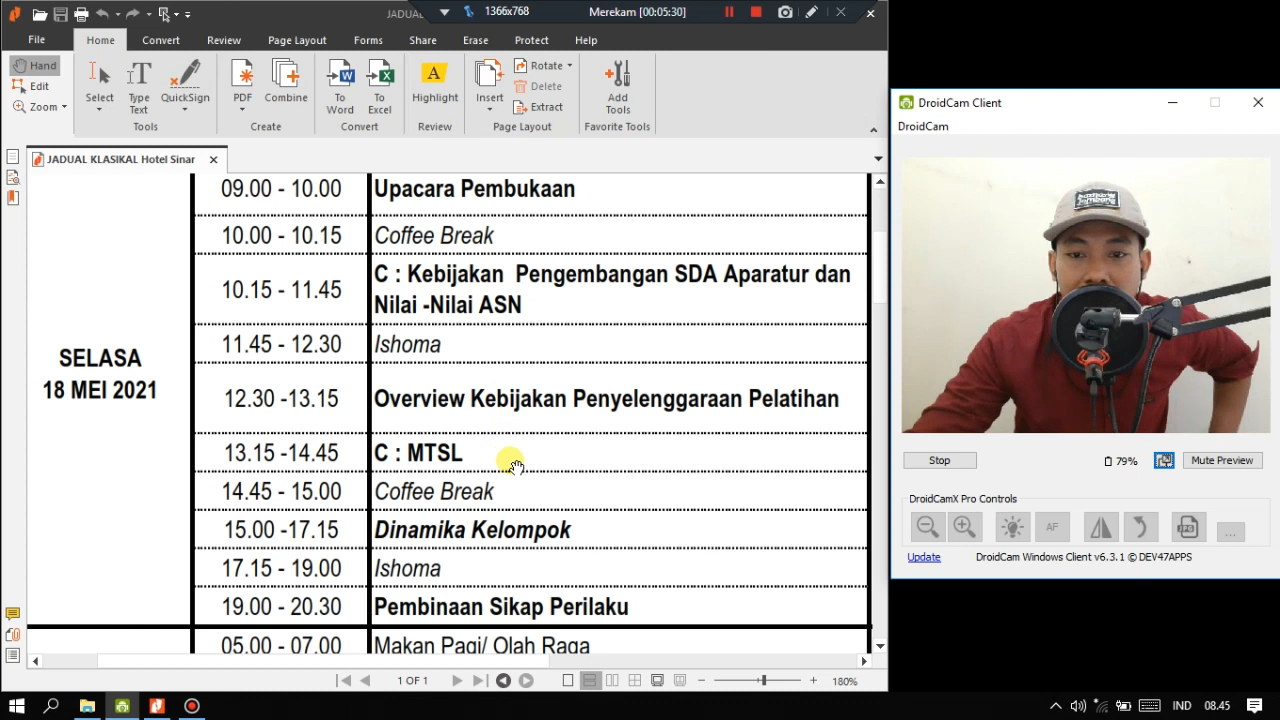 JADUAL
1366x768
Merekam [00:05:30]
File
Home
Convert
Review
Page Layout
Forms
Share
Erase
Protect
Help
Hand
Edit
Zoom
Select
Type Text
QuickSign
Tools
PDF
Combine
Create
To Word
To Excel
Convert
Highlight
Review
Insert
Rotate
Delete
Extract
Page Layout
Add Tools
Favorite Tools
JADUAL KLASIKAL Hotel Sinar
SELASA
18 MEI 2021
09.00 - 10.00 Upacara Pembukaan
10.00 - 10.15 Coffee Break
10.15 - 11.45 C : Kebijakan Pengembangan SDA Aparatur dan
Nilai -Nilai ASN
11.45 - 12.30 Ishoma
12.30 -13.15 Overview Kebijakan Penyelenggaraan Pelatihan
13.15 -14.45 C : MTSL
14.45 - 15.00 Coffee Break
15.00 -17.15 Dinamika Kelompok
17.15 - 19.00 Ishoma
19.00 - 20.30 Pembinaan Sikap Perilaku
05.00 - 07.00 Makan Pagi/ Olah Raga
1 OF 1
180%
DroidCam Client
DroidCam
Stop
79%
Mute Preview
DroidCamX Pro Controls
AF
JPG
...
Update
DroidCam Windows Client v6.3.1 © DEV47APPS
IND
08.45